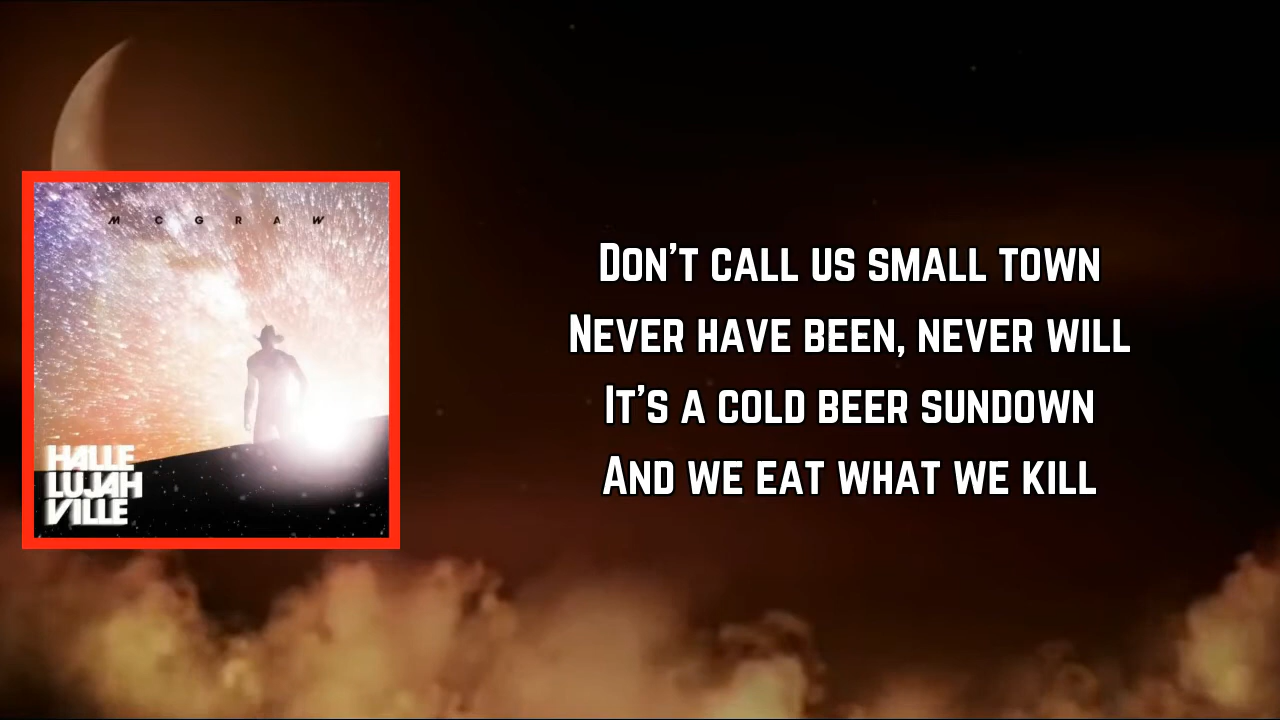 MCGRAW
HALLE
LUJAH
VILLE
Don't call us small town
Never have been, never will
It's a cold beer sundown
And we eat what we kill